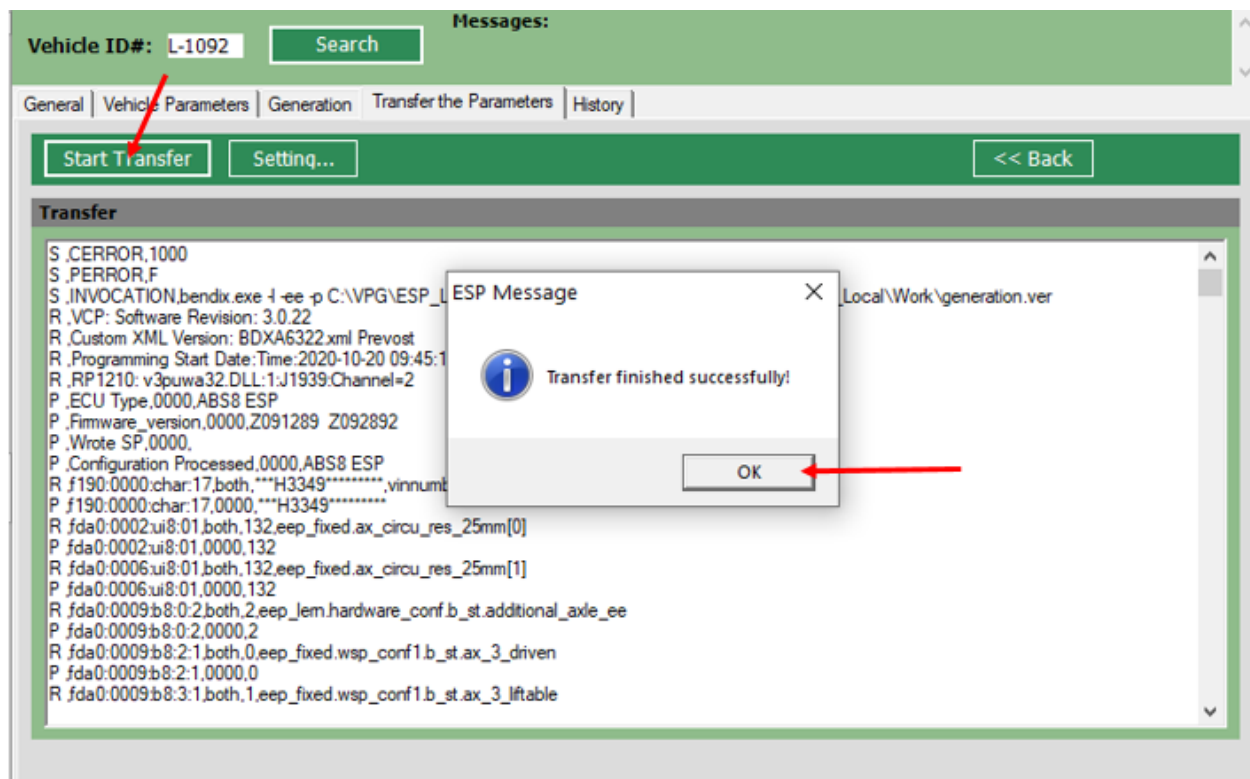 Messages:
Vehicle ID#: L-1092 Search
General Vehicle Parameters Generation Transfer the Parameters History
Start Transfer Setting... << Back
Transfer
S ,CERROR,1000
S ,PERROR,F
S ,INVOCATION,bendix.exe -l -ee -p C:\VPG\ESP_L _Local\Work\generation.ver
R ,VCP: Software Revision: 3.0.22
R ,Custom XML Version: BDXA6322.xml Prevost
R ,Programming Start Date:Time:2020-10-20 09:45:1
R ,RP1210: v3puwa32.DLL:1:J1939:Channel=2
P ,ECU Type,0000,ABS8 ESP
P ,Firmware_version,0000,Z091289 Z092892
P ,Wrote SP,0000,
P ,Configuration Processed,0000,ABS8 ESP
R ,f190:0000:char:17,both,***H3349*********,vinnumb
P ,f190:0000:char:17,0000,***H3349*********
R ,fda0:0002:ui8:01,both,132,eep_fixed.ax_circu_res_25mm[0]
P ,fda0:0002:ui8:01,0000,132
R ,fda0:0006:ui8:01,both,132,eep_fixed.ax_circu_res_25mm[1]
P ,fda0:0006:ui8:01,0000,132
R ,fda0:0009:b8:0:2,both,2,eep_lern.hardware_conf.b_st.additional_axle_ee
P ,fda0:0009:b8:0:2,0000,2
R ,fda0:0009:b8:2:1,both,0,eep_fixed.wsp_conf1.b_st.ax_3_driven
P ,fda0:0009:b8:2:1,0000,0
R ,fda0:0009:b8:3:1,both,1,eep_fixed.wsp_conf1.b_st.ax_3_liftable
ESP Message
Transfer finished successfully!
OK